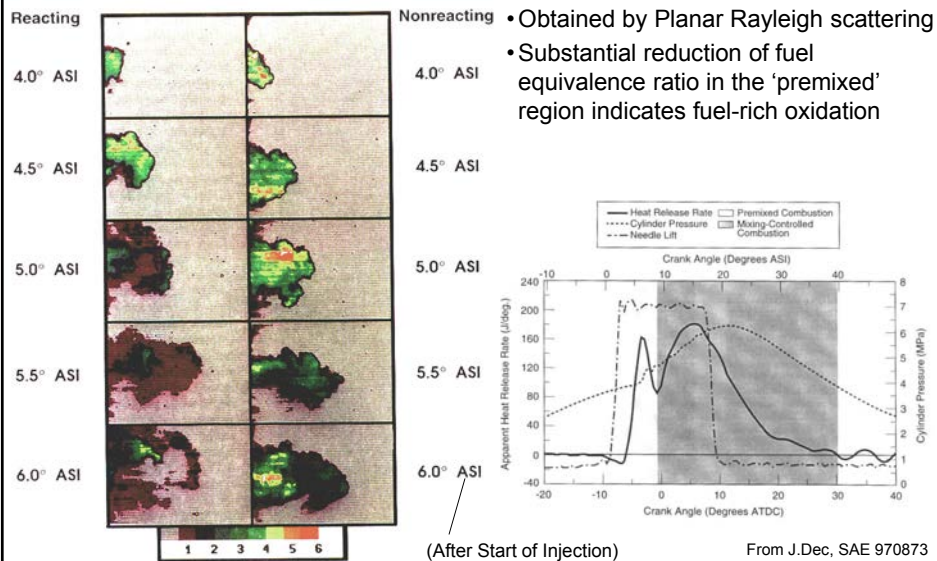 Reacting
Nonreacting
4.0° ASI
4.0° ASI
4.5° ASI
4.5° ASI
5.0° ASI
5.0° ASI
5.5° ASI
5.5° ASI
6.0° ASI
6.0° ASI
1 2 3 4 5 6
(After Start of Injection)
• Obtained by Planar Rayleigh scattering
• Substantial reduction of fuel
equivalence ratio in the ‘premixed’
region indicates fuel-rich oxidation
Heat Release Rate
Premixed Combustion
Cylinder Pressure
Mixing-Controlled
Combustion
Needle Lift
Crank Angle (Degrees ASI)
-10 0 10 20 30 40 50
Apparent Heat Release Rate (J/deg.)
240
200
160
120
80
40
0
-40
8
7
6
5
4
3
2
1
0
Cylinder Pressure (MPa)
-20 -10 0 10 20 30 40
Crank Angle (Degrees ATDC)
From J.Dec, SAE 970873